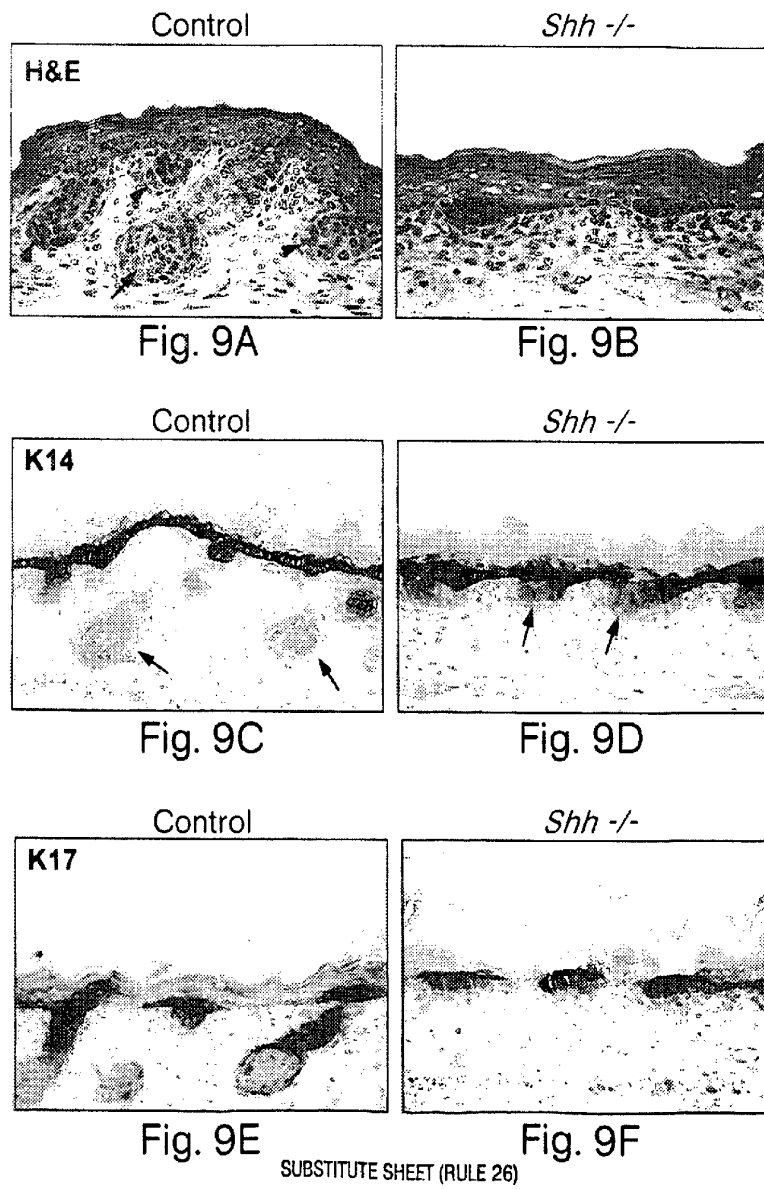 Control Shh -/-
H&E
Fig. 9A Fig. 9B
Control Shh -/-
K14
Fig. 9C Fig. 9D
Control Shh -/-
K17
Fig. 9E Fig. 9F
SUBSTITUTE SHEET (RULE 26)